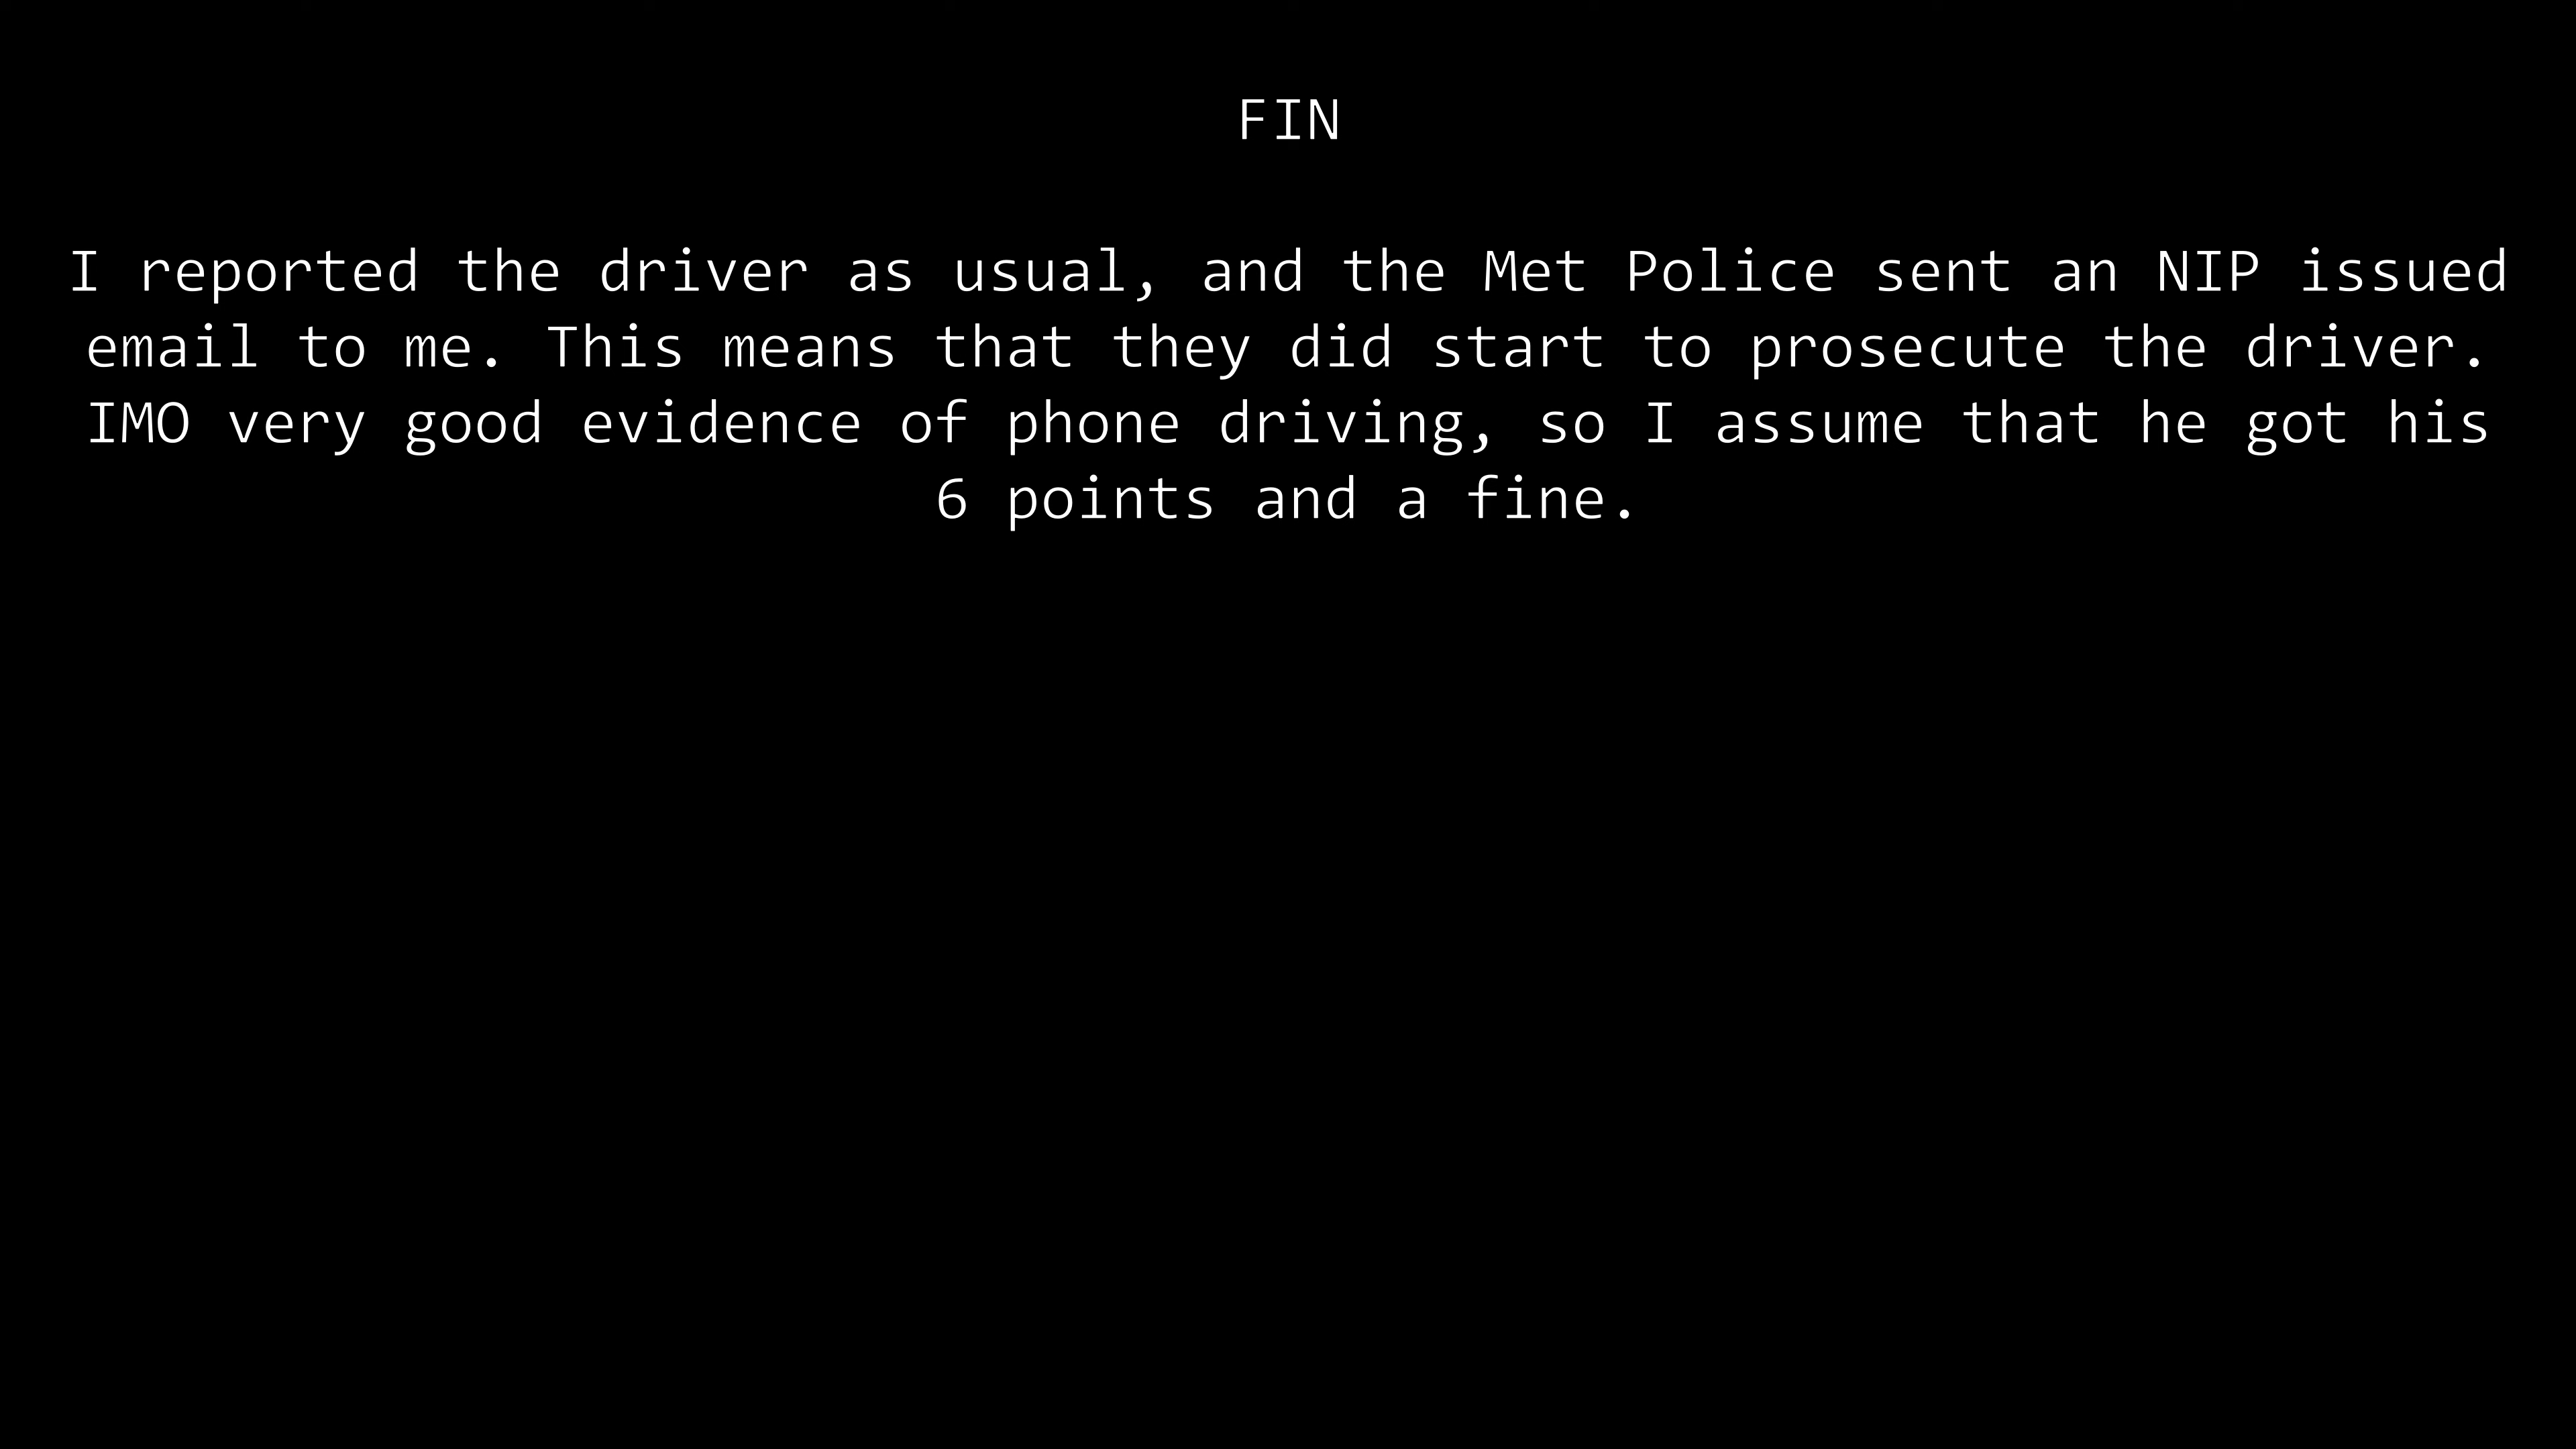 FIN
I reported the driver as usual, and the Met Police sent an NIP issued
email to me. This means that they did start to prosecute the driver.
IMO very good evidence of phone driving, so I assume that he got his
6 points and a fine.